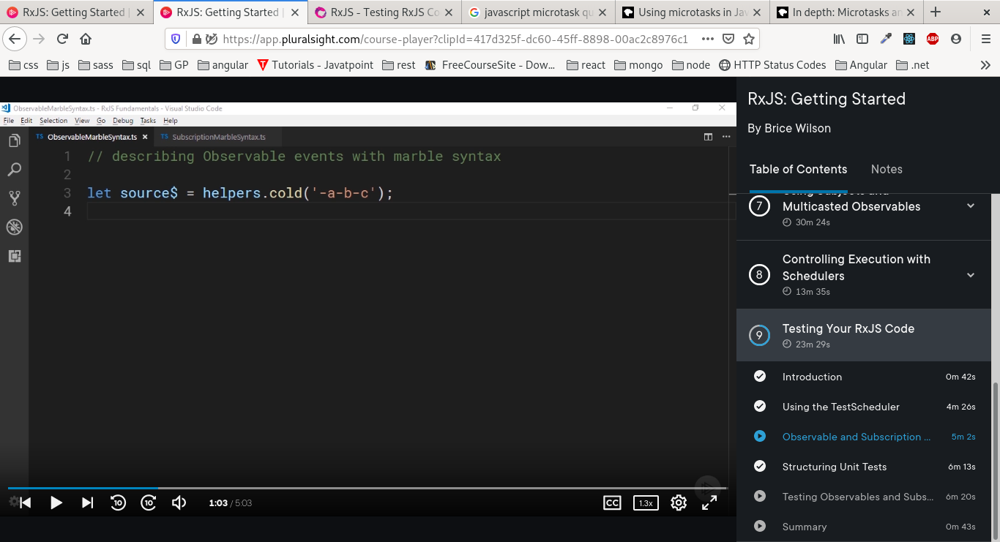 RxJS: Getting Started |
RxJS: Getting Started |
RxJS - Testing RxJS Co
javascript microtask qu
Using microtasks in Jav
In depth: Microtasks an
https://app.pluralsight.com/course-player?clipId=417d325f-dc60-45ff-8898-00ac2c8976c1
ABP
css
js
sass
sql
GP
angular
Tutorials - Javatpoint
rest
FreeCourseSite - Dow...
react
mongo
node
HTTP Status Codes
Angular
.net
ObservableMarbleSyntax.ts - RxJS Fundamentals - Visual Studio Code
File Edit Selection View Go Debug Tasks Help
TS ObservableMarbleSyntax.ts
TS SubscriptionMarbleSyntax.ts
1 // describing Observable events with marble syntax
2
3 let source$ = helpers.cold('-a-b-c');
4
10
10
1:03 / 5:03
CC
1.3x
RxJS: Getting Started
By Brice Wilson
Table of Contents
Notes
7
Using Subjects and
Multicasted Observables
30m 24s
8
Controlling Execution with
Schedulers
13m 35s
9
Testing Your RxJS Code
23m 29s
Introduction 0m 42s
Using the TestScheduler 4m 26s
Observable and Subscription ... 5m 2s
Structuring Unit Tests 6m 13s
Testing Observables and Subs... 6m 20s
Summary 0m 43s